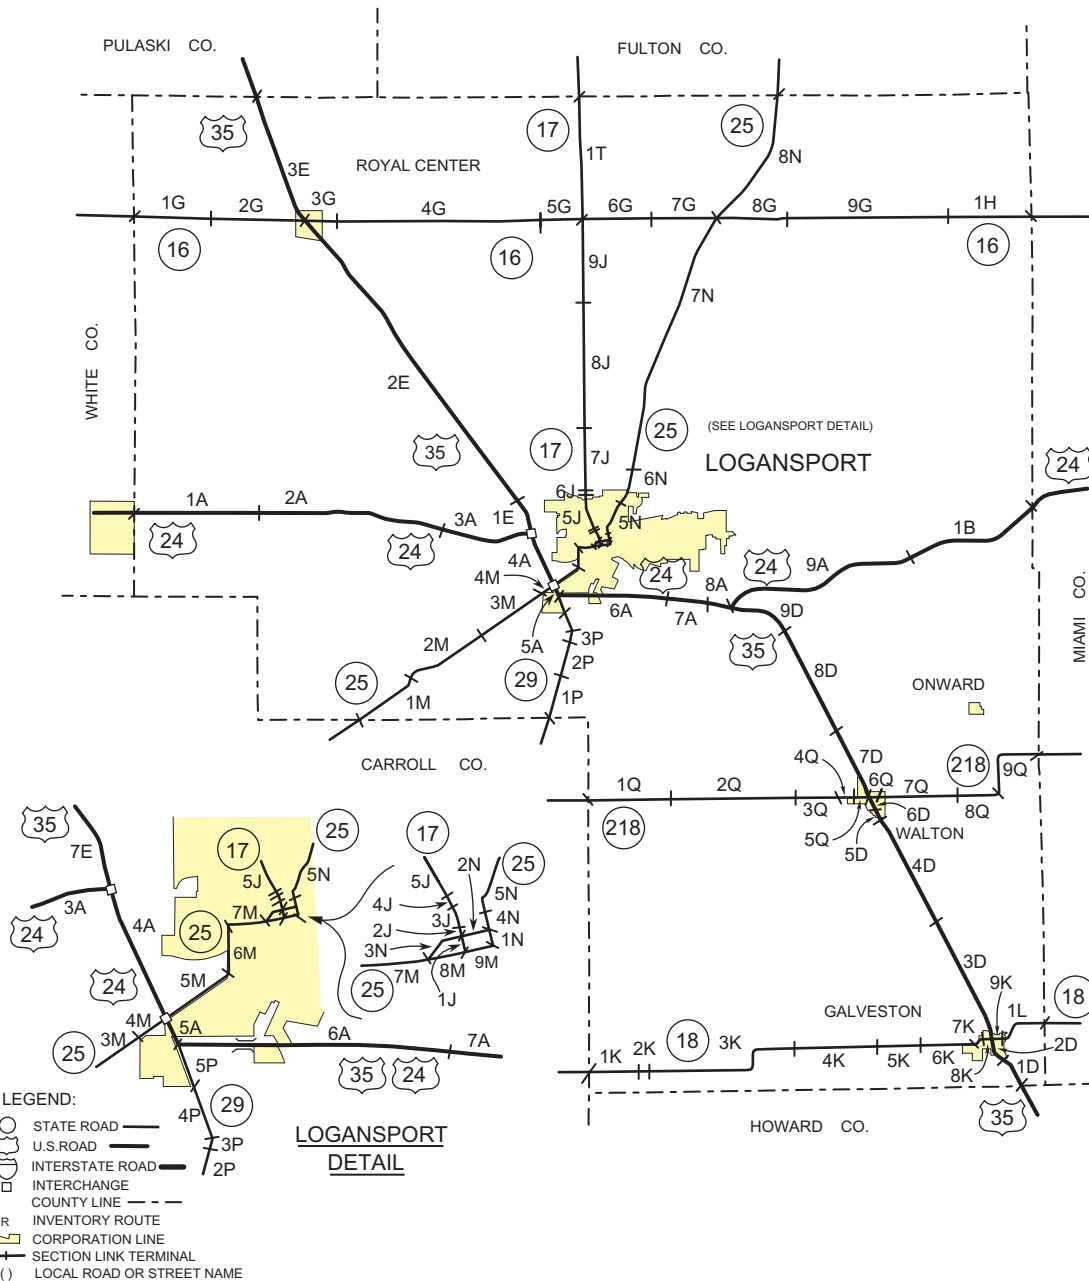 PULASKI CO.
FULTON CO.
35
17
25
1T
8N
3E
ROYAL CENTER
1G
2G
3G
4G
5G
6G
7G
8G
9G
1H
16
16
16
9J
7N
WHITE CO.
8J
2E
35
17
25
(SEE LOGANSPORT DETAIL)
LOGANSPORT
7J
6N
24
6J
1A
2A
3A
1E
5J
5N
1B
24
24
4A
24
24
9A
4M
8A
3M
6A
7A
9D
MIAMI CO.
2M
5A
3P
35
2P
8D
25
29
ONWARD
1M
1P
CARROLL CO.
7D
218
4Q
6Q
7Q
9Q
1Q
2Q
3Q
6D
8Q
218
5Q
5D
WALTON
4D
35
7E
17
25
17
25
2N
5J
5N
5J
5N
3A
4J
4N
24
4A
7M
25
3J
2J
1N
6M
3N
9M
24
5M
7M
8M
25
1J
3D
9K
GALVESTON
1L
18
4M
5A
6A
7A
3M
25
5P
35
24
18
7K
2D
1K
2K
3K
4K
5K
6K
8K
1D
4P
29
35
HOWARD CO.
3P
2P
LOGANSPORT
DETAIL
LEGEND:
STATE ROAD
U.S.ROAD
INTERSTATE ROAD
INTERCHANGE
COUNTY LINE
R INVENTORY ROUTE
CORPORATION LINE
SECTION LINK TERMINAL
( ) LOCAL ROAD OR STREET NAME